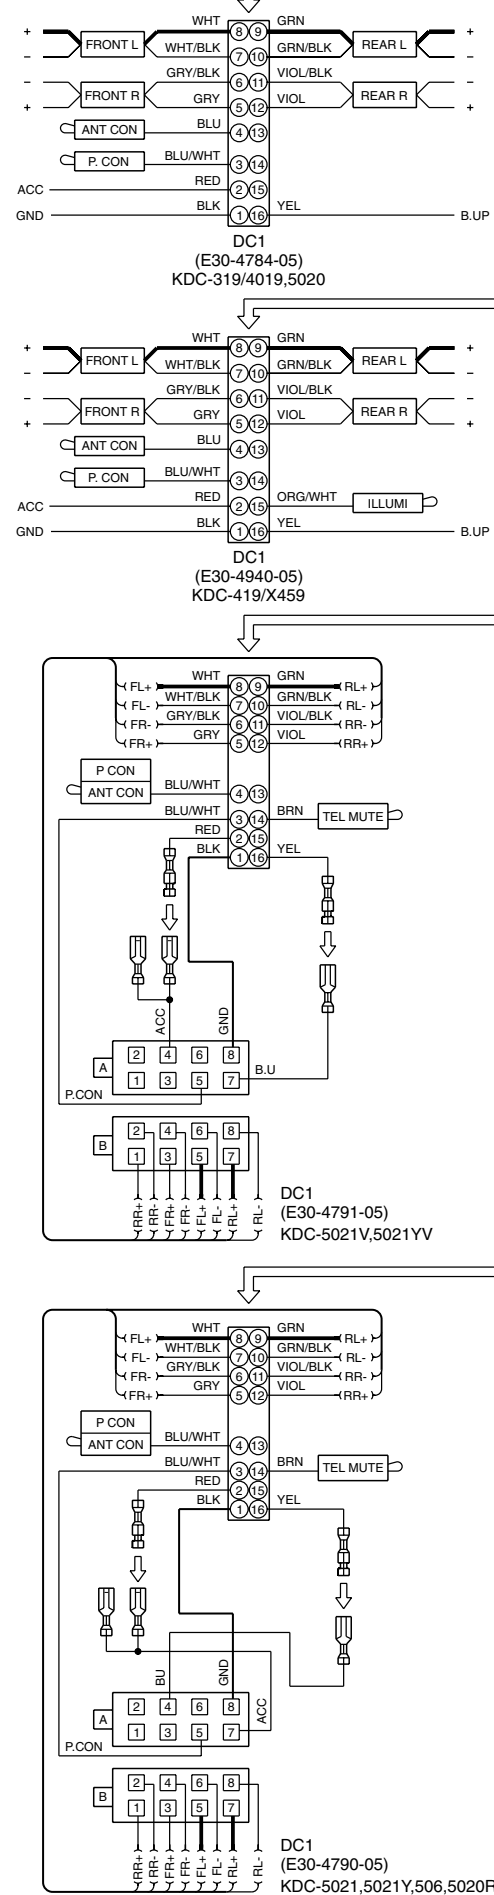 WHT 8 9 GRN
+ FRONT L REAR L +
- WHT/BLK 7 10 GRN/BLK -
- GRY/BLK 6 11 VIOL/BLK -
FRONT R REAR R
+ GRY 5 12 VIOL +
ANT CON BLU 4 13
P. CON BLU/WHT 3 14
ACC RED 2 15
GND BLK 1 16 YEL B.UP
DC1
(E30-4784-05)
KDC-319/4019,5020
WHT 8 9 GRN
+ FRONT L REAR L +
- WHT/BLK 7 10 GRN/BLK -
- GRY/BLK 6 11 VIOL/BLK -
FRONT R REAR R
+ GRY 5 12 VIOL +
ANT CON BLU 4 13
P. CON BLU/WHT 3 14
ACC RED 2 15 ORG/WHT ILLUMI
GND BLK 1 16 YEL B.UP
DC1
(E30-4940-05)
KDC-419/X459
FL+ WHT 8 9 GRN RL+
FL- WHT/BLK 7 10 GRN/BLK RL-
FR- GRY/BLK 6 11 VIOL/BLK RR-
FR+ GRY 5 12 VIOL RR+
P CON
ANT CON BLU/WHT 4 13
BLU/WHT 3 14 BRN TEL MUTE
RED 2 15
BLK 1 16 YEL
ACC GND
A 2 4 6 8
1 3 5 7 B.U
P.CON
B 2 4 6 8
1 3 5 7
RR+ RR- FR+ FR- FL+ FL- RL+ RL-
DC1
(E30-4791-05)
KDC-5021V,5021YV
FL+ WHT 8 9 GRN RL+
FL- WHT/BLK 7 10 GRN/BLK RL-
FR- GRY/BLK 6 11 VIOL/BLK RR-
FR+ GRY 5 12 VIOL RR+
P CON
ANT CON BLU/WHT 4 13
BLU/WHT 3 14 BRN TEL MUTE
RED 2 15
BLK 1 16 YEL
BU GND ACC
A 2 4 6 8
1 3 5 7
P.CON
B 2 4 6 8
1 3 5 7
RR+ RR- FR+ FR- FL+ FL- RL+ RL-
DC1
(E30-4790-05)
KDC-5021,5021Y,506,5020R